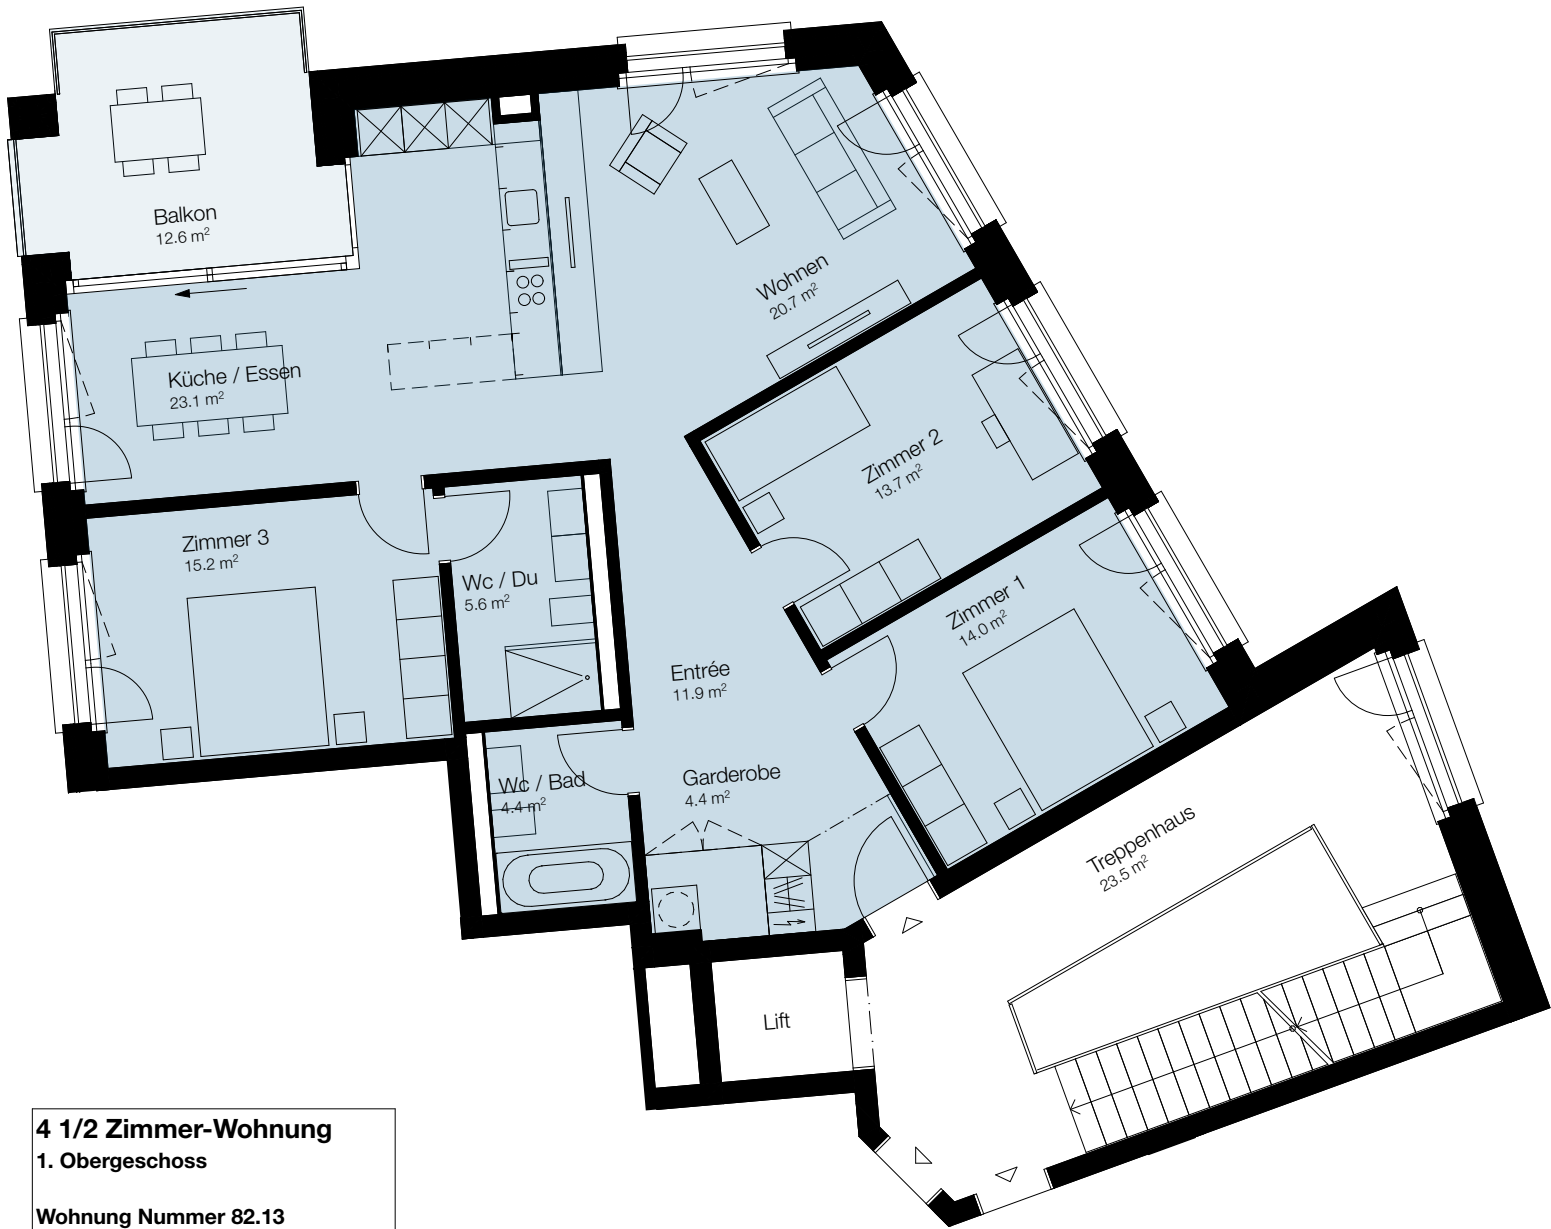 Balkon
12.6 m²
Wohnen
20.7 m²
Küche / Essen
23.1 m²
Zimmer 2
13.7 m²
Zimmer 3
15.2 m²
Wc / Du
5.6 m²
Zimmer 1
14.0 m²
Entrée
11.9 m²
Wc / Bad
4.4 m²
Garderobe
4.4 m²
Treppenhaus
23.5 m²
Lift
4 1/2 Zimmer-Wohnung
1. Obergeschoss
Wohnung Nummer 82.13